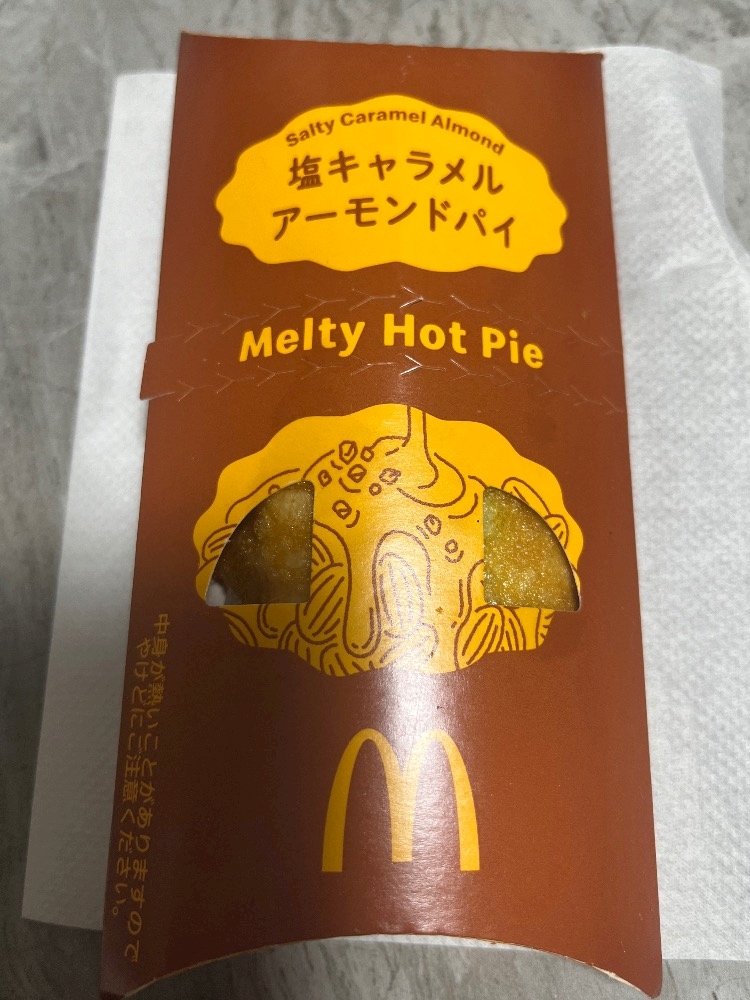 Salty Caramel Almond
塩キャラメル
アーモンドパイ
Melty Hot Pie
中身が熱いことがありますので
やけどにご注意ください。